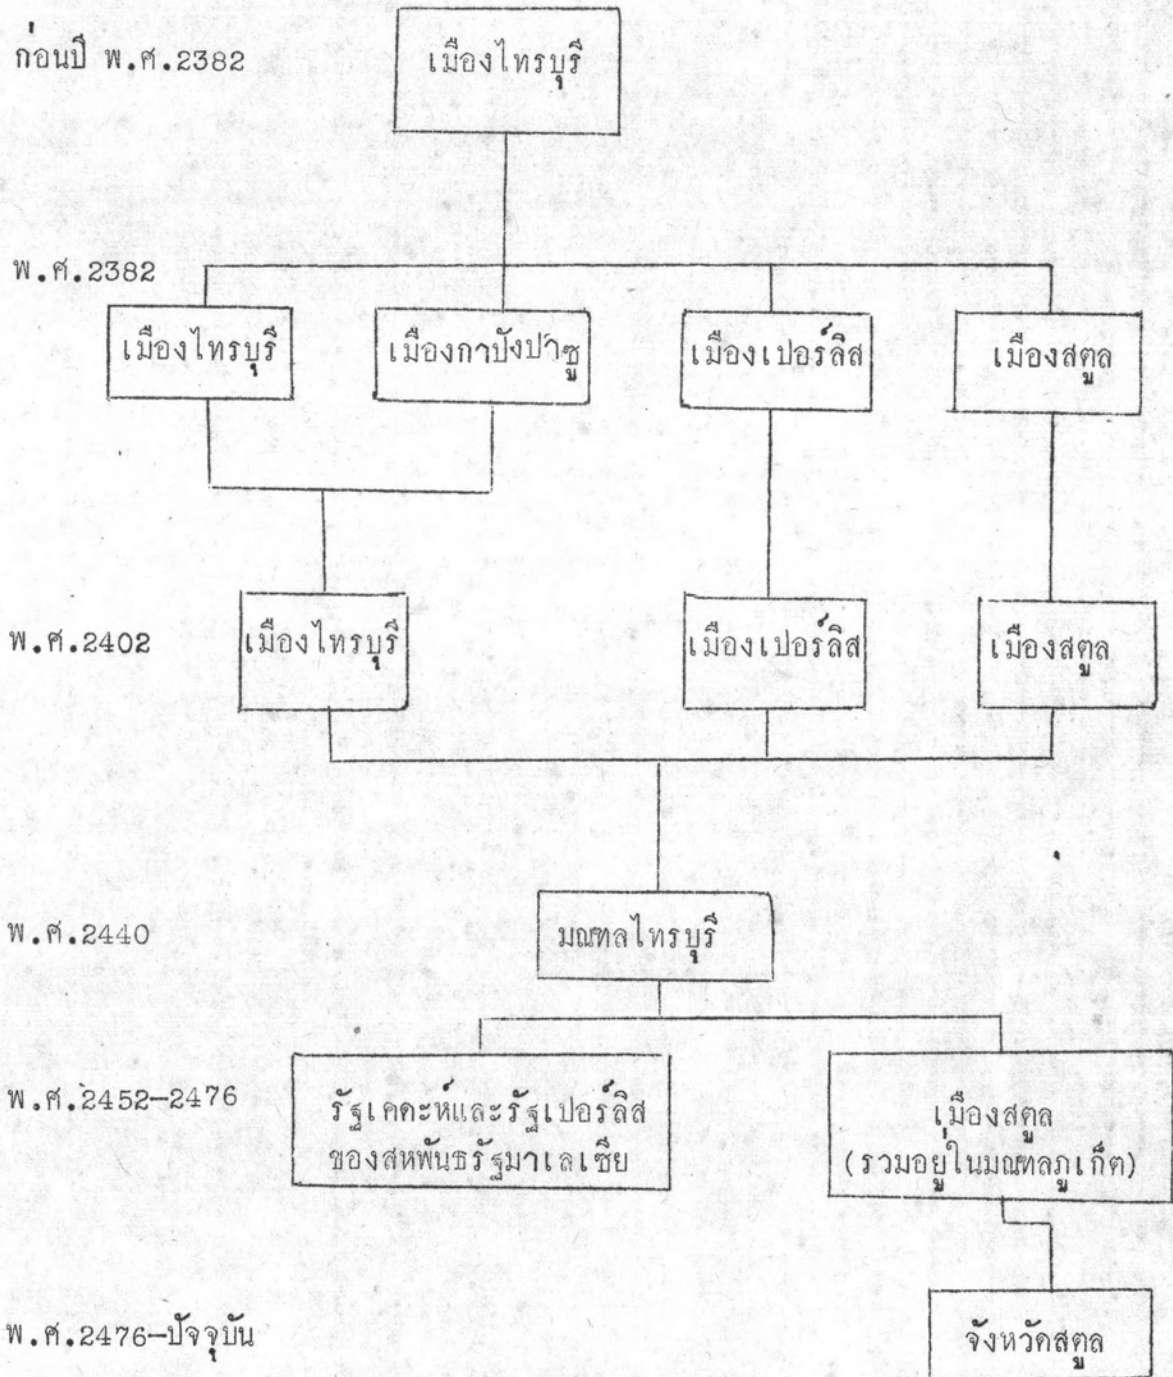 ก่อนปี พ.ศ.2382
เมืองไทรบุรี
พ.ศ.2382
เมืองไทรบุรี
เมืองกาบังปาซู
เมืองเปอร์ลิส
เมืองสตูล
พ.ศ.2402
เมืองไทรบุรี
เมืองเปอร์ลิส
เมืองสตูล
พ.ศ.2440
มณฑลไทรบุรี
พ.ศ.2452-2476
รัฐเคดะห์และรัฐเปอร์ลิส
ของสหพันธรัฐมาเลเซีย
เมืองสตูล
(รวมอยู่ในมณฑลภูเก็ต)
พ.ศ.2476-ปัจจุบัน
จังหวัดสตูล